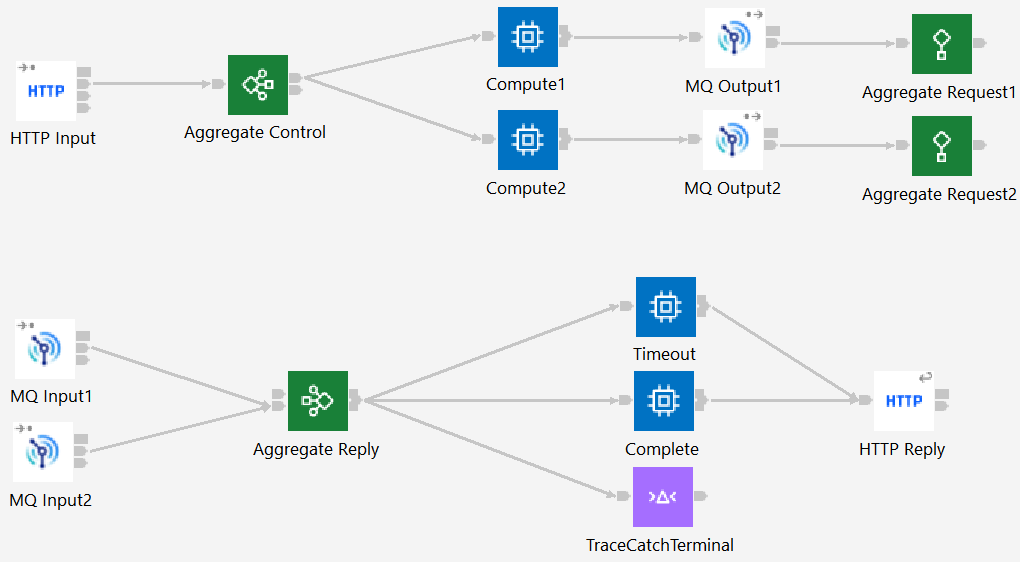 Compute1
MQ Output1
Aggregate Request1
HTTP
HTTP Input
Aggregate Control
Compute2
MQ Output2
Aggregate Request2
Timeout
MQ Input1
Aggregate Reply
Complete
HTTP
HTTP Reply
MQ Input2
TraceCatchTerminal